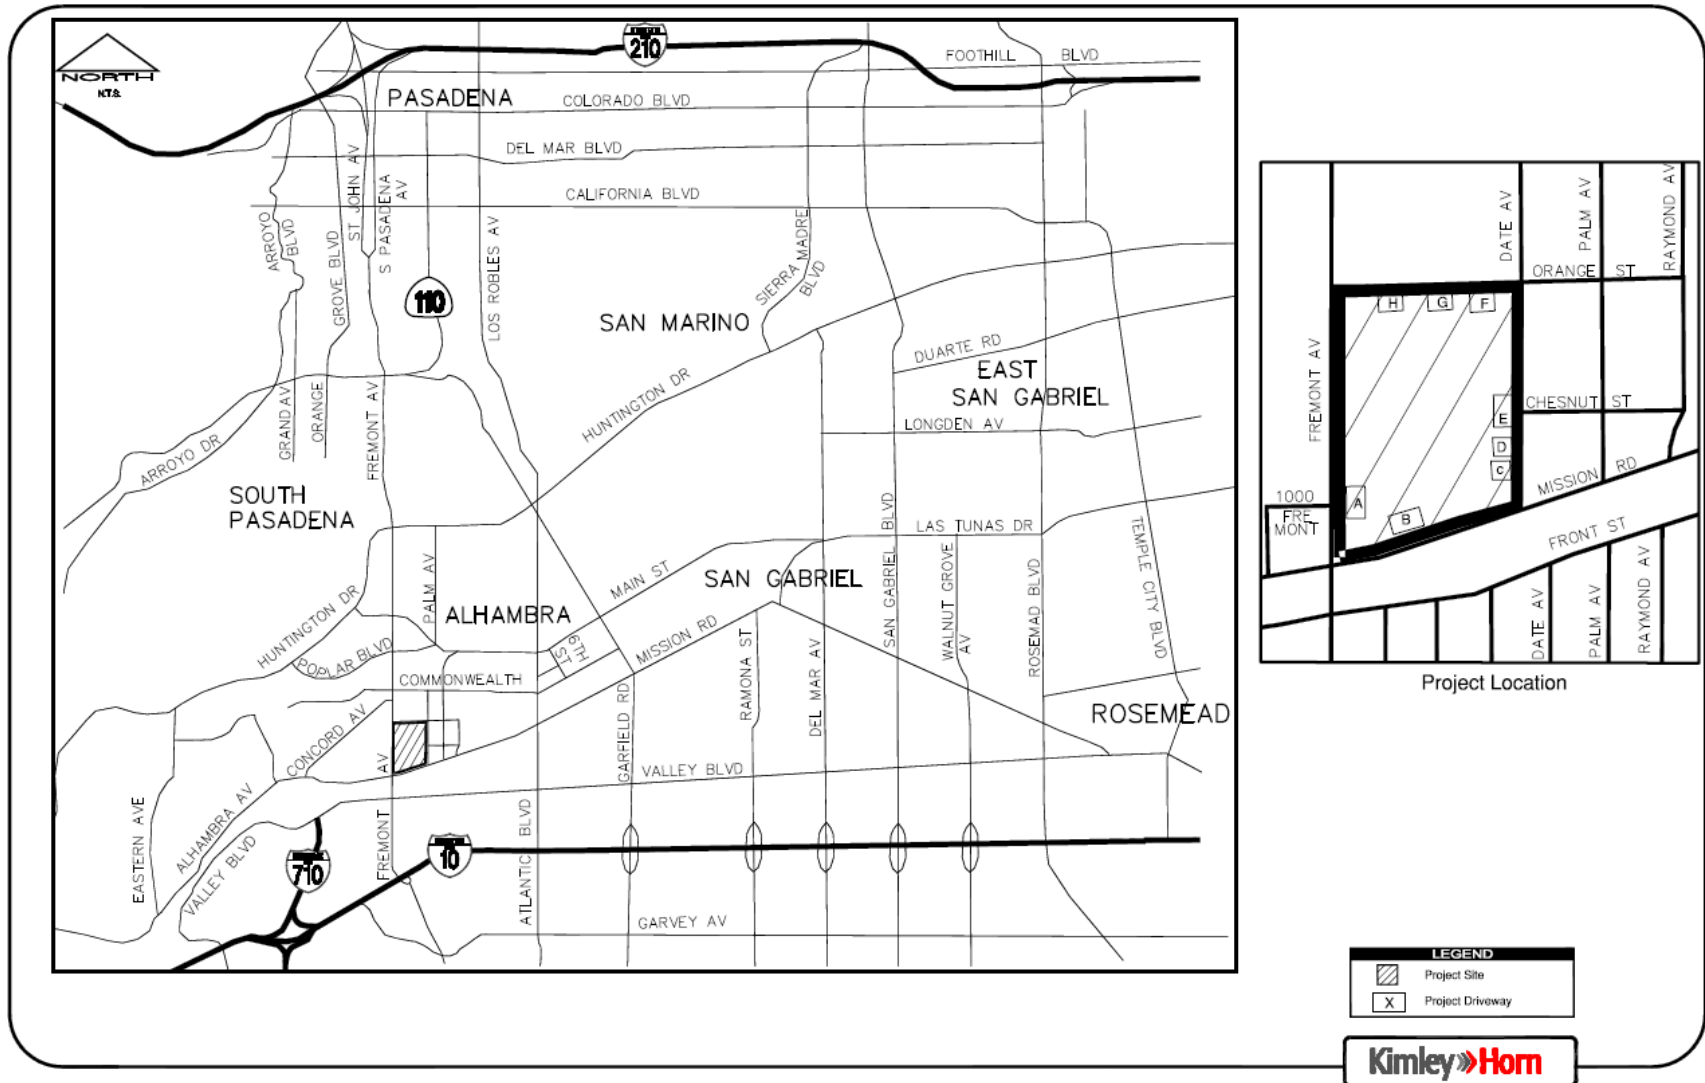 NORTH
N.T.S.
210
FOOTHILL BLVD
PASADENA
COLORADO BLVD
DEL MAR BLVD
CALIFORNIA BLVD
ARROYO BLVD
GROVE BLVD
ST JOHN AV
S PASADENA AV
LOS ROBLES AV
SIERRA MADRE BLVD
110
SAN MARINO
DUARTE RD
EAST
SAN GABRIEL
HUNTINGTON DR
LONGDEN AV
GRAND AV
ORANGE
FREMONT AV
ARROYO DR
SOUTH
PASADENA
LAS TUNAS DR
SAN GABRIEL BLVD
WALNUT GROVE AV
ROSEMAD BLVD
TEMPLE CITY BLVD
PALM AV
MAIN ST
SAN GABRIEL
ALHAMBRA
HUNTINGTON DR
POPLAR BLVD
6TH ST
MISSION RD
COMMONWEALTH
RAMONA ST
DEL MAR AV
GARFIELD RD
ROSEMEAD
CONCORD AV
FREMONT AV
VALLEY BLVD
EASTERN AVE
ALHAMBRA AV
VALLEY BLVD
ATLANTIC BLVD
710
10
GARVEY AV
DATE AV
PALM AV
RAYMOND AV
ORANGE ST
H
G
F
FREMONT AV
E
CHESNUT ST
D
C
MISSION RD
1000
FRE
MONT
A
B
FRONT ST
DATE AV
PALM AV
RAYMOND AV
Project Location
LEGEND
Project Site
X Project Driveway
Kimley»Horn